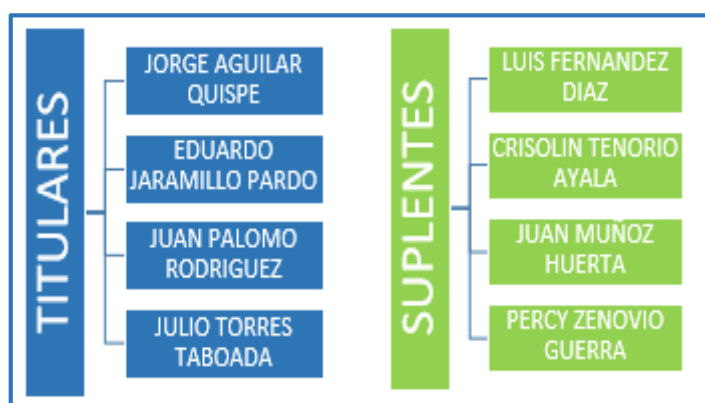 TITULARES
JORGE AGUILAR
QUISPE
EDUARDO
JARAMILLO PARDO
JUAN PALOMO
RODRIGUEZ
JULIO TORRES
TABOADA
SUPLENTES
LUIS FERNANDEZ
DIAZ
CRISOLIN TENORIO
AYALA
JUAN MUÑOZ
HUERTA
PERCY ZENOVIO
GUERRA